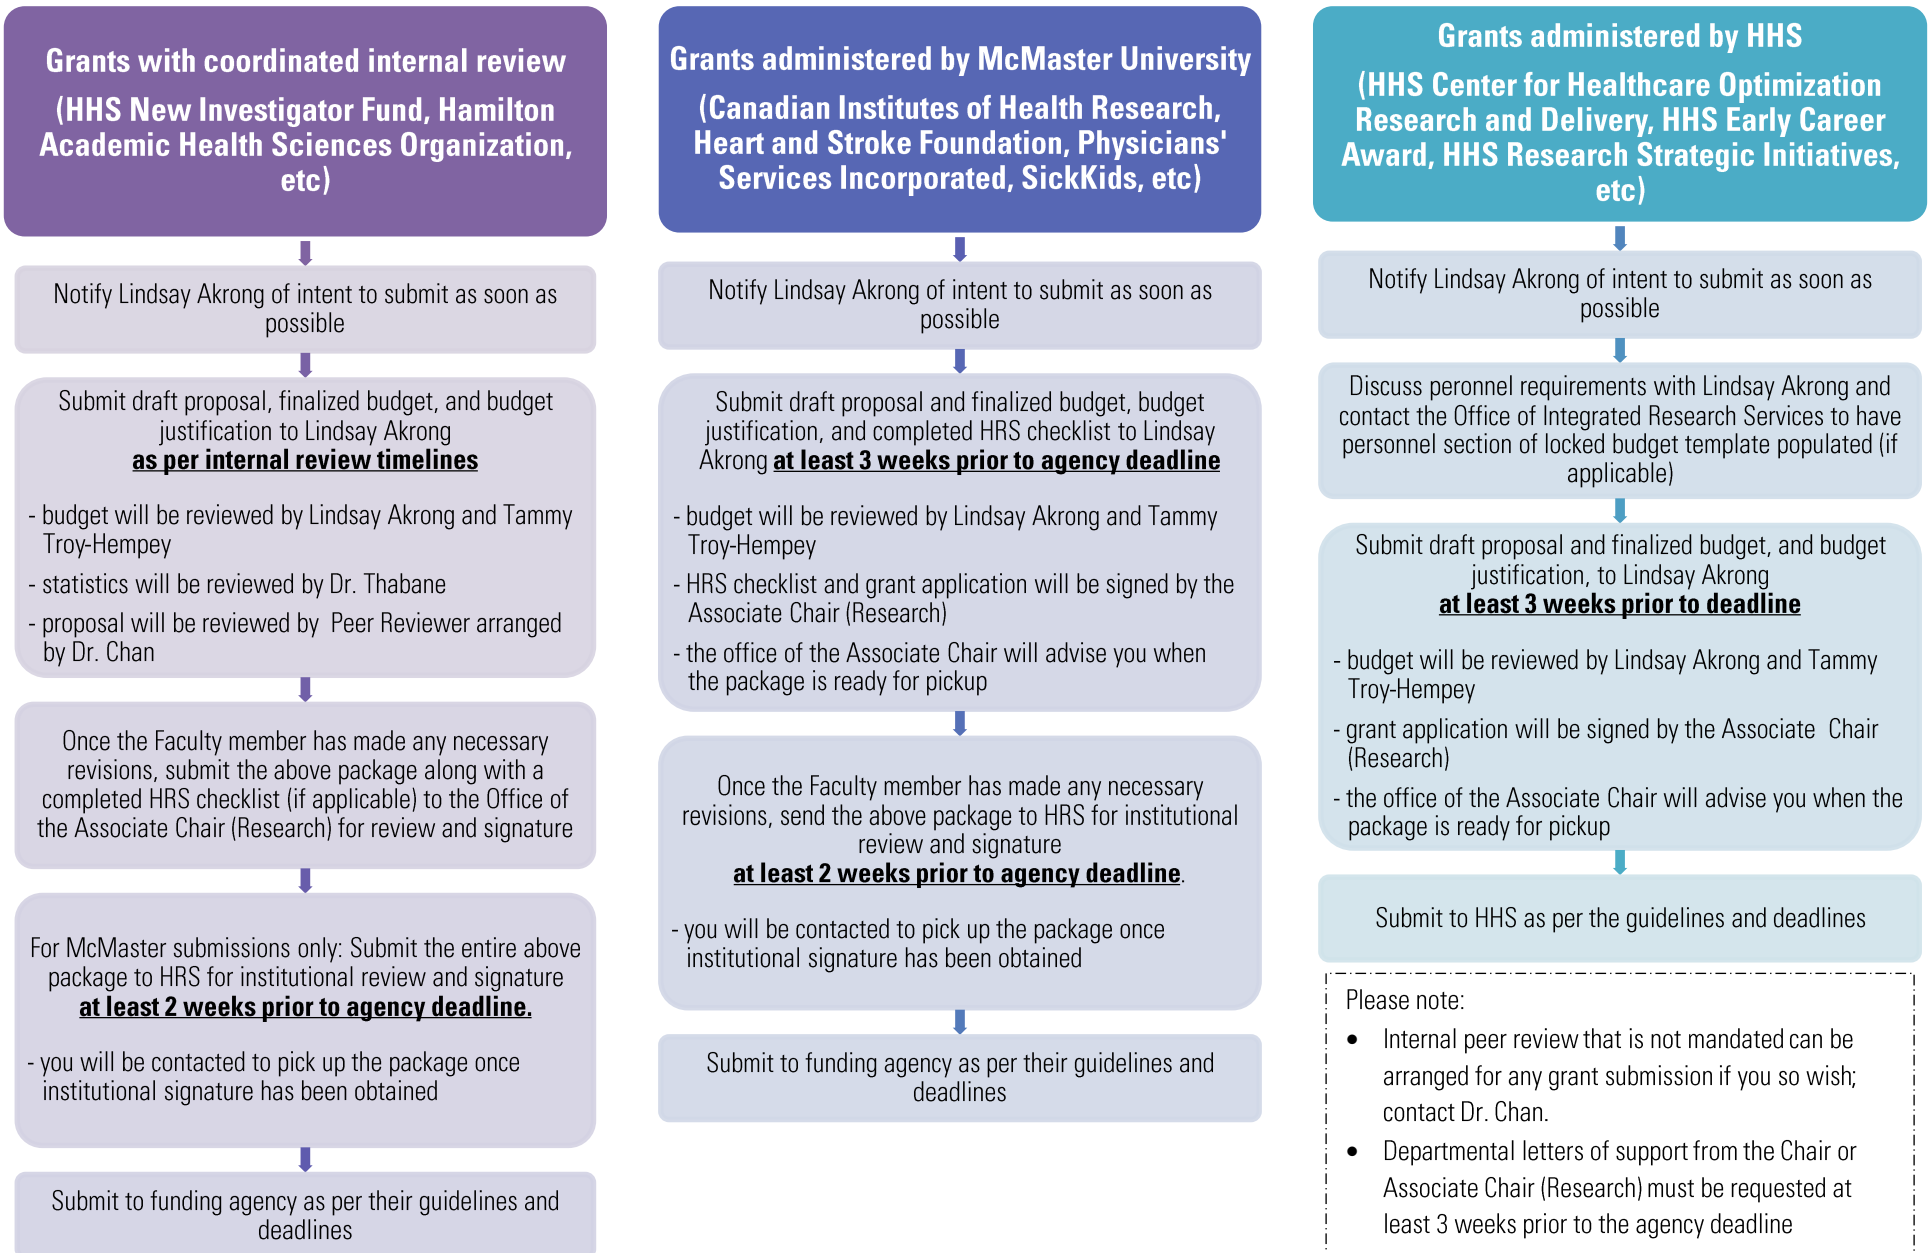 Grants with coordinated internal review
(HHS New Investigator Fund, Hamilton
Academic Health Sciences Organization,
etc)
Notify Lindsay Akrong of intent to submit as soon as
possible
Submit draft proposal, finalized budget, and budget
justification to Lindsay Akrong
as per internal review timelines
- budget will be reviewed by Lindsay Akrong and Tammy
Troy-Hempey
- statistics will be reviewed by Dr. Thabane
- proposal will be reviewed by  Peer Reviewer arranged
by Dr. Chan
Once the Faculty member has made any necessary
revisions, submit the above package along with a
completed HRS checklist (if applicable) to the Office of
the Associate Chair (Research) for review and signature
For McMaster submissions only: Submit the entire above
package to HRS for institutional review and signature
at least 2 weeks prior to agency deadline.
- you will be contacted to pick up the package once
institutional signature has been obtained
Submit to funding agency as per their guidelines and
deadlines
Grants administered by McMaster University
(Canadian Institutes of Health Research,
Heart and Stroke Foundation, Physicians'
Services Incorporated, SickKids, etc)
Notify Lindsay Akrong of intent to submit as soon as
possible
Submit draft proposal and finalized budget, budget
justification, and completed HRS checklist to Lindsay
Akrong at least 3 weeks prior to agency deadline
- budget will be reviewed by Lindsay Akrong and Tammy
Troy-Hempey
- HRS checklist and grant application will be signed by the
Associate Chair (Research)
- the office of the Associate Chair will advise you when
the package is ready for pickup
Once the Faculty member has made any necessary
revisions, send the above package to HRS for institutional
review and signature
at least 2 weeks prior to agency deadline.
- you will be contacted to pick up the package once
institutional signature has been obtained
Submit to funding agency as per their guidelines and
deadlines
Grants administered by HHS
(HHS Center for Healthcare Optimization
Research and Delivery, HHS Early Career
Award, HHS Research Strategic Initiatives,
etc)
Notify Lindsay Akrong of intent to submit as soon as
possible
Discuss peronnel requirements with Lindsay Akrong and
contact the Office of Integrated Research Services to have
personnel section of locked budget template populated (if
applicable)
Submit draft proposal and finalized budget, and budget
justification, to Lindsay Akrong
at least 3 weeks prior to deadline
- budget will be reviewed by Lindsay Akrong and Tammy
Troy-Hempey
- grant application will be signed by the Associate  Chair
(Research)
- the office of the Associate Chair will advise you when the
package is ready for pickup
Submit to HHS as per the guidelines and deadlines
Please note:
• Internal peer review that is not mandated can be
arranged for any grant submission if you so wish;
contact Dr. Chan.
• Departmental letters of support from the Chair or
Associate Chair (Research) must be requested at
least 3 weeks prior to the agency deadline